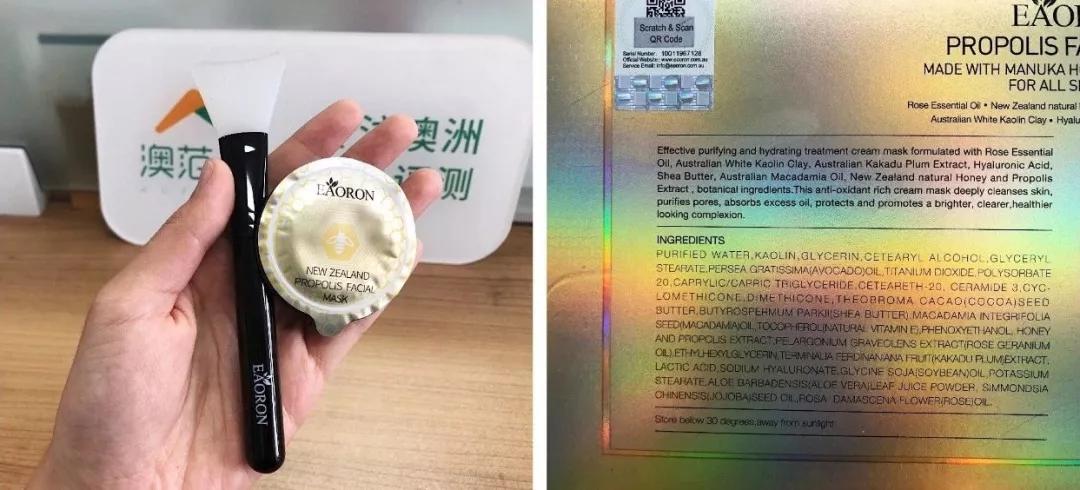 澳
澳洲
评测
EAORON
NEW ZEALAND
PROPOLIS FACIAL
MASK
EAORON
Scratch & Scan
QR Code
Serial Number: 10011967128
Official Website: www.eaoron.com.au
Service Email: info@eaoron.com.au
PROPOLIS FA
MADE WITH MANUKA H
FOR ALL S
Rose Essential Oil • New Zealand natural
Australian White Kaolin Clay • Hyalu
Effective purifying and hydrating treatment cream mask formulated with Rose Essential
Oil, Australian White Kaolin Clay, Australian Kakadu Plum Extract, Hyaluronic Acid,
Shea Butter, Australian Macadamia Oil, New Zealand natural Honey and Propolis
Extract , botanical ingredients.This anti-oxidant rich cream mask deeply cleanses skin,
purifies pores, absorbs excess oil, protects and promotes a brighter, clearer,healthier
looking complexion.
INGREDIENTS
PURIFIED WATER,KAOLIN,GLYCERIN,CETEARYL ALCOHOL,GLYCERYL
STEARATE,PERSEA GRATISSIMA(AVOCADO)OIL,TITANIUM DIOXIDE,POLYSORBATE
20,CAPRYLIC/CAPRIC TRIGLYCERIDE,CETEARETH-20, CERAMIDE 3,CYC-
LOMETHICONE,DIMETHICONE,THEOBROMA CACAO(COCOA)SEED
BUTTER,BUTYROSPEHMUM PARKII(SHEA BUTTER),MACADAMIA INTEGRIFOLIA
SEED(MACADAMIA)OIL,TOCOPHEROL(NATURAL VITAMIN E),PHENOXYETHANOL, HONEY
AND PROPOLIS EXTRACT,PELARGONIUM GRAVEOLENS EXTRACT(ROSE GERANIUM
OIL),ETHYLHEXYLGLYCERIN,TERMINALIA FERDINANANA FRUIT(KAKADU PLUM)EXTRACT,
LACTIC ACID,SODIUM HYALURONATE,GLYCINE SOJA(SOYBEAN)OIL,POTASSIUM
STEARATE,ALOE BARBADENSIS(ALOE VERA)LEAF JUICE POWDER, SIMMONDSIA
CHINENSIS(JOJOBA)SEED OIL,ROSA DAMASCENA FLOWER(ROSE)OIL.
Store below 30 degrees,away from sunlight